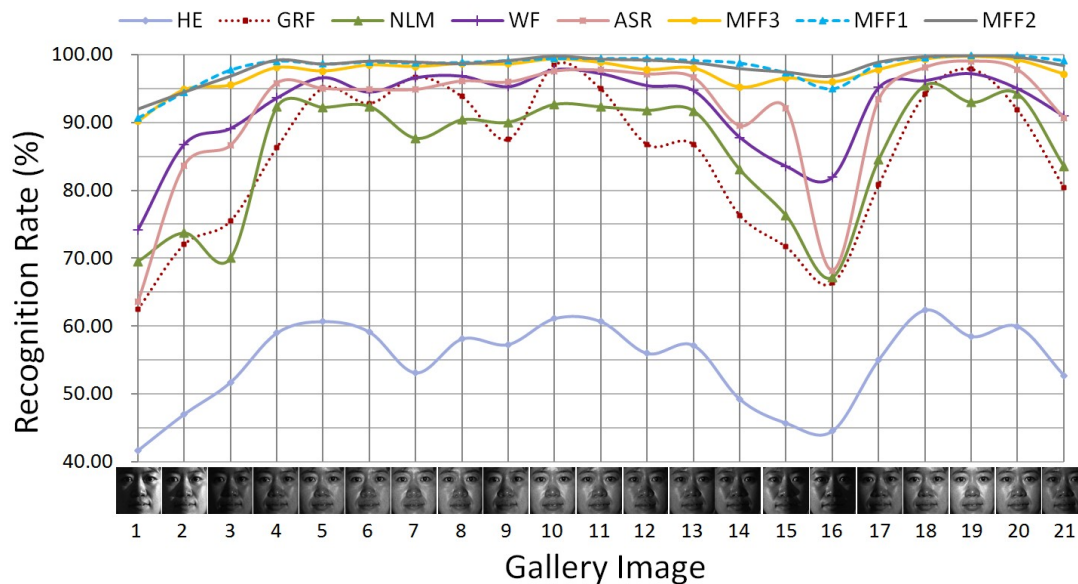 HE GRF NLM WF ASR MFF3 MFF1 MFF2
Recognition Rate (%)
100.00
90.00
80.00
70.00
60.00
50.00
40.00
1 2 3 4 5 6 7 8 9 10 11 12 13 14 15 16 17 18 19 20 21
Gallery Image